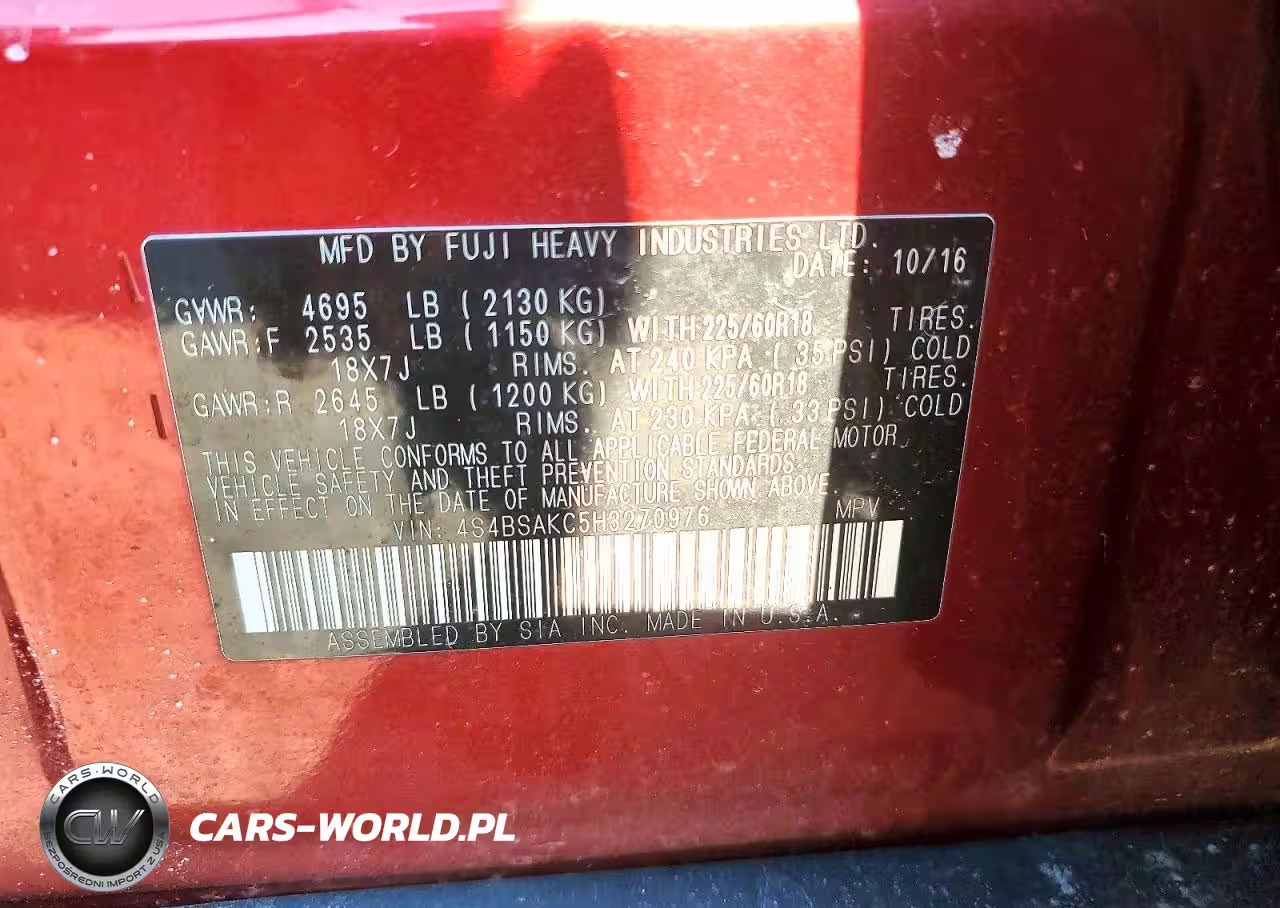 MFD BY FUJI HEAVY INDUSTRIES LTD.
DATE: 10/16
GVWR: 4695 LB ( 2130 KG)
GAWR:F 2535 LB ( 1150 KG) WITH 225/60R18 TIRES.
18X7J RIMS. AT 240 KPA ( 35 PSI) COLD
GAWR:R 2645 LB ( 1200 KG) WITH 225/60R18 TIRES.
18X7J RIMS. AT 230 KPA ( 33 PSI) COLD
THIS VEHICLE CONFORMS TO ALL APPLICABLE FEDERAL MOTOR
VEHICLE SAFETY AND THEFT PREVENTION STANDARDS
IN EFFECT ON THE DATE OF MANUFACTURE SHOWN ABOVE.
VIN: 4S4BSAKC5H3270976 MPV
ASSEMBLED BY SIA INC. MADE IN U.S.A.
CARS-WORLD
CW
BEZPOŚREDNI IMPORT Z USA
CARS-WORLD.PL